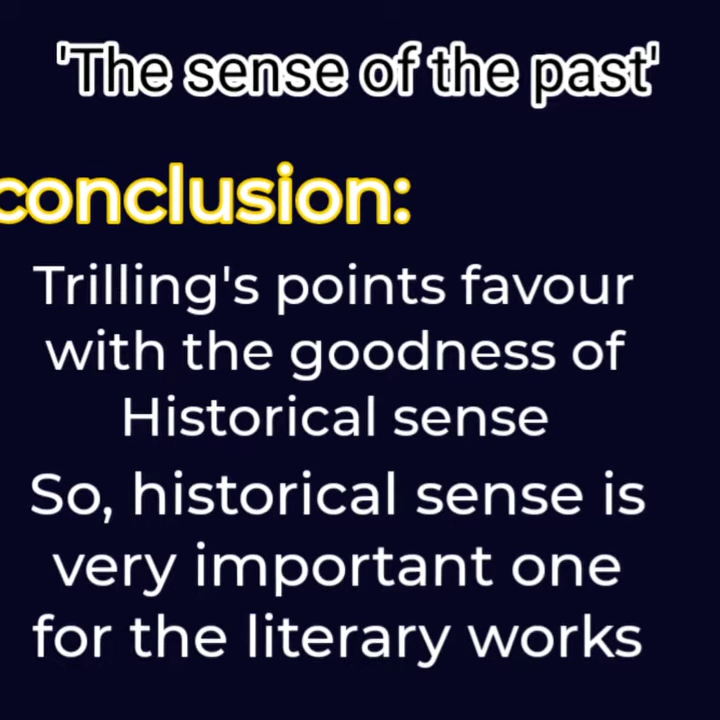 'The sense of the past'
conclusion:
Trilling's points favour
with the goodness of
Historical sense
So, historical sense is
very important one
for the literary works